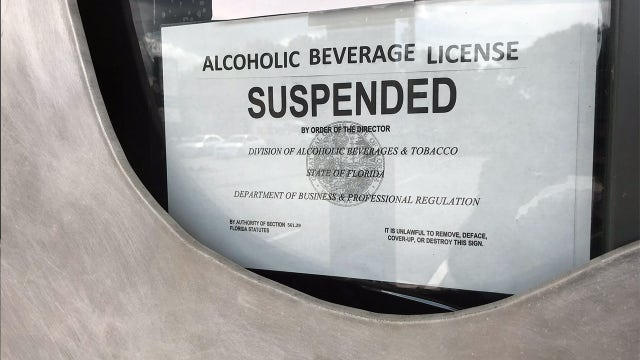 ALCOHOLIC BEVERAGE LICENSE
SUSPENDED
BY ORDER OF THE DIRECTOR
DIVISION OF ALCOHOLIC BEVERAGES & TOBACCO
STATE OF FLORIDA
DEPARTMENT OF BUSINESS & PROFESSIONAL REGULATION
BY AUTHORITY OF SECTION 561.29
FLORIDA STATUTES
IT IS UNLAWFUL TO REMOVE, DEFACE,
COVER-UP, OR DESTROY THIS SIGN.